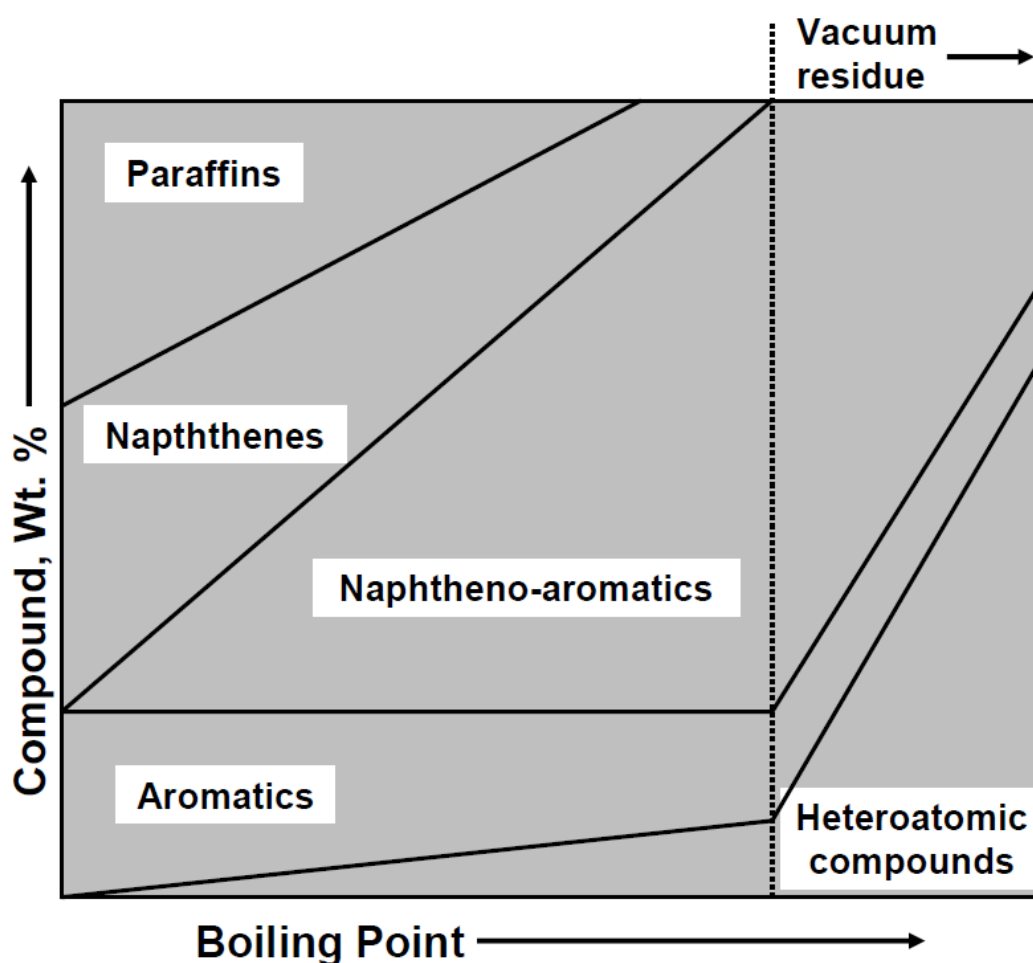 Vacuum
residue
Paraffins
Napththenes
Naphtheno-aromatics
Aromatics
Heteroatomic
compounds
Compound, Wt. %
Boiling Point